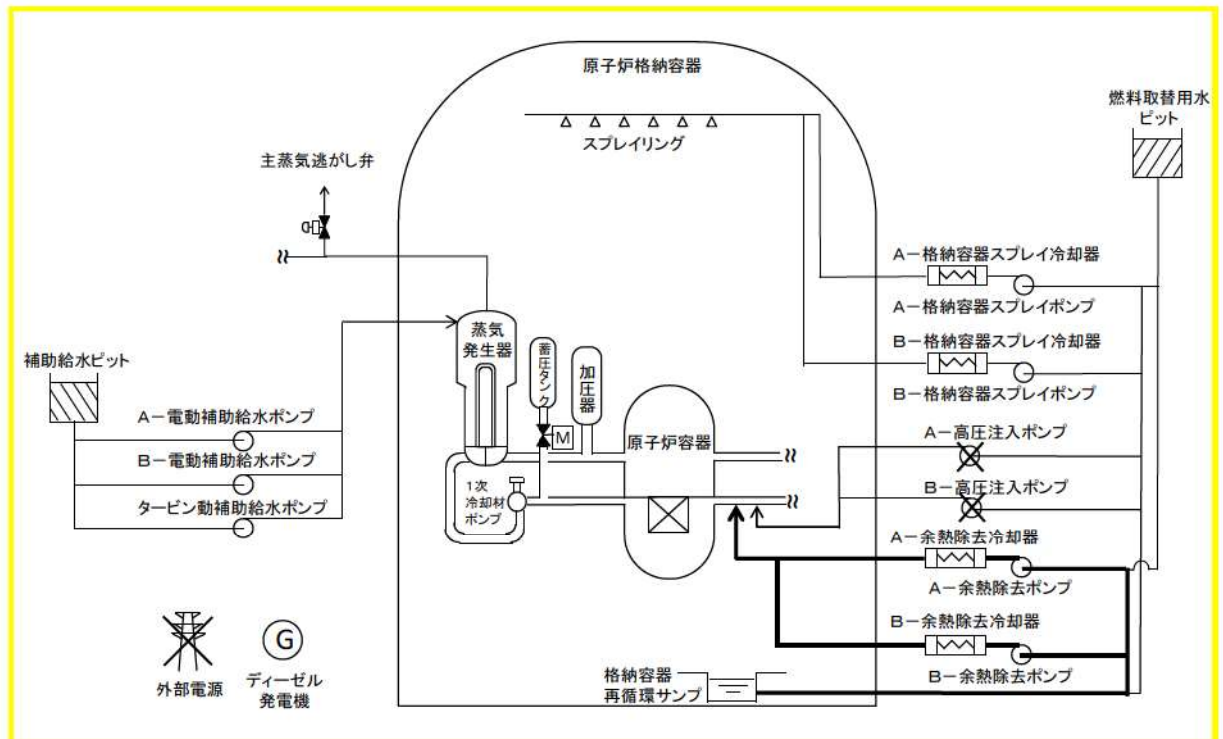 原子炉格納容器
スプレイリング
燃料取替用水
ピット
主蒸気逃がし弁
A-格納容器スプレイ冷却器
A-格納容器スプレイポンプ
B-格納容器スプレイ冷却器
B-格納容器スプレイポンプ
補助給水ピット
A-電動補助給水ポンプ
B-電動補助給水ポンプ
タービン動補助給水ポンプ
蒸気
発生器
蓄圧タンク
M
加圧器
原子炉容器
1次
冷却材
ポンプ
A-高圧注入ポンプ
B-高圧注入ポンプ
A-余熱除去冷却器
A-余熱除去ポンプ
B-余熱除去冷却器
B-余熱除去ポンプ
格納容器
再循環サンプ
外部電源
G
ディーゼル
発電機